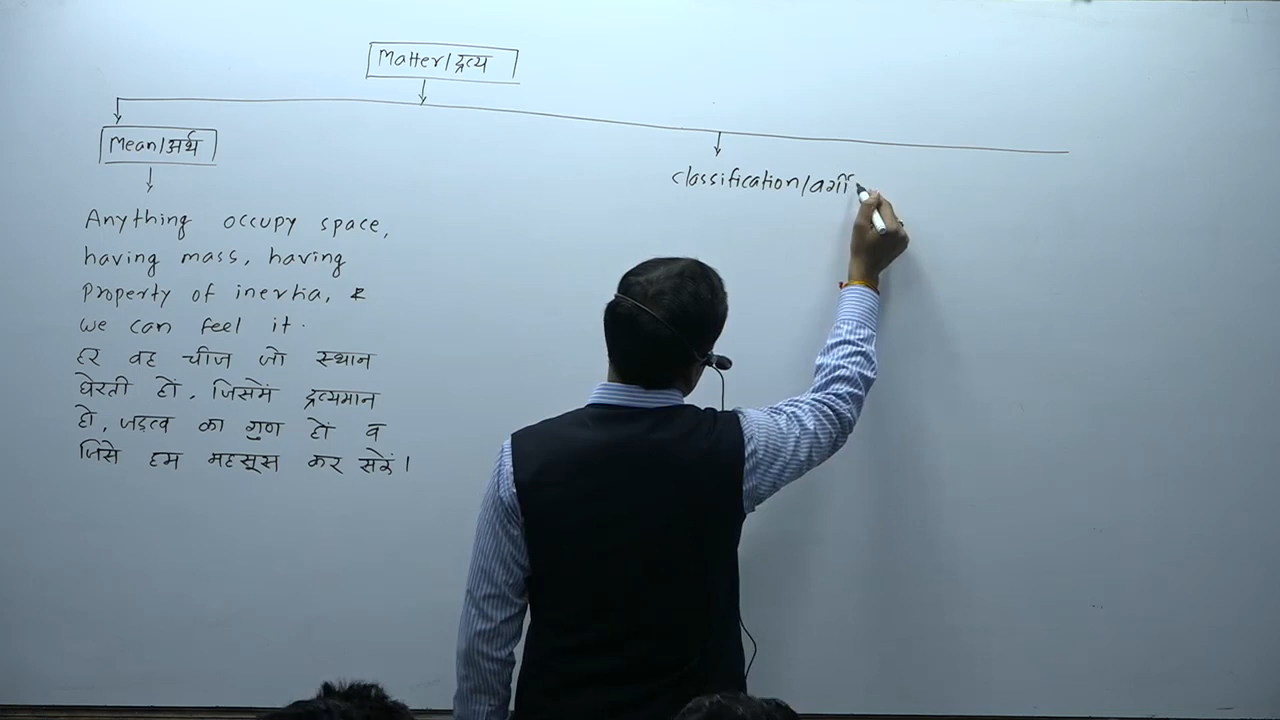 Matter/द्रव्य
Mean/अर्थ
classification/वर्गी
Anything occupy space,
having mass, having
Property of inertia, &
we can feel it.
हर वह चीज जो स्थान
घेरती हो, जिसमें द्रव्यमान
हो, जड़त्व का गुण हो व
जिसे हम महसूस कर सकें।